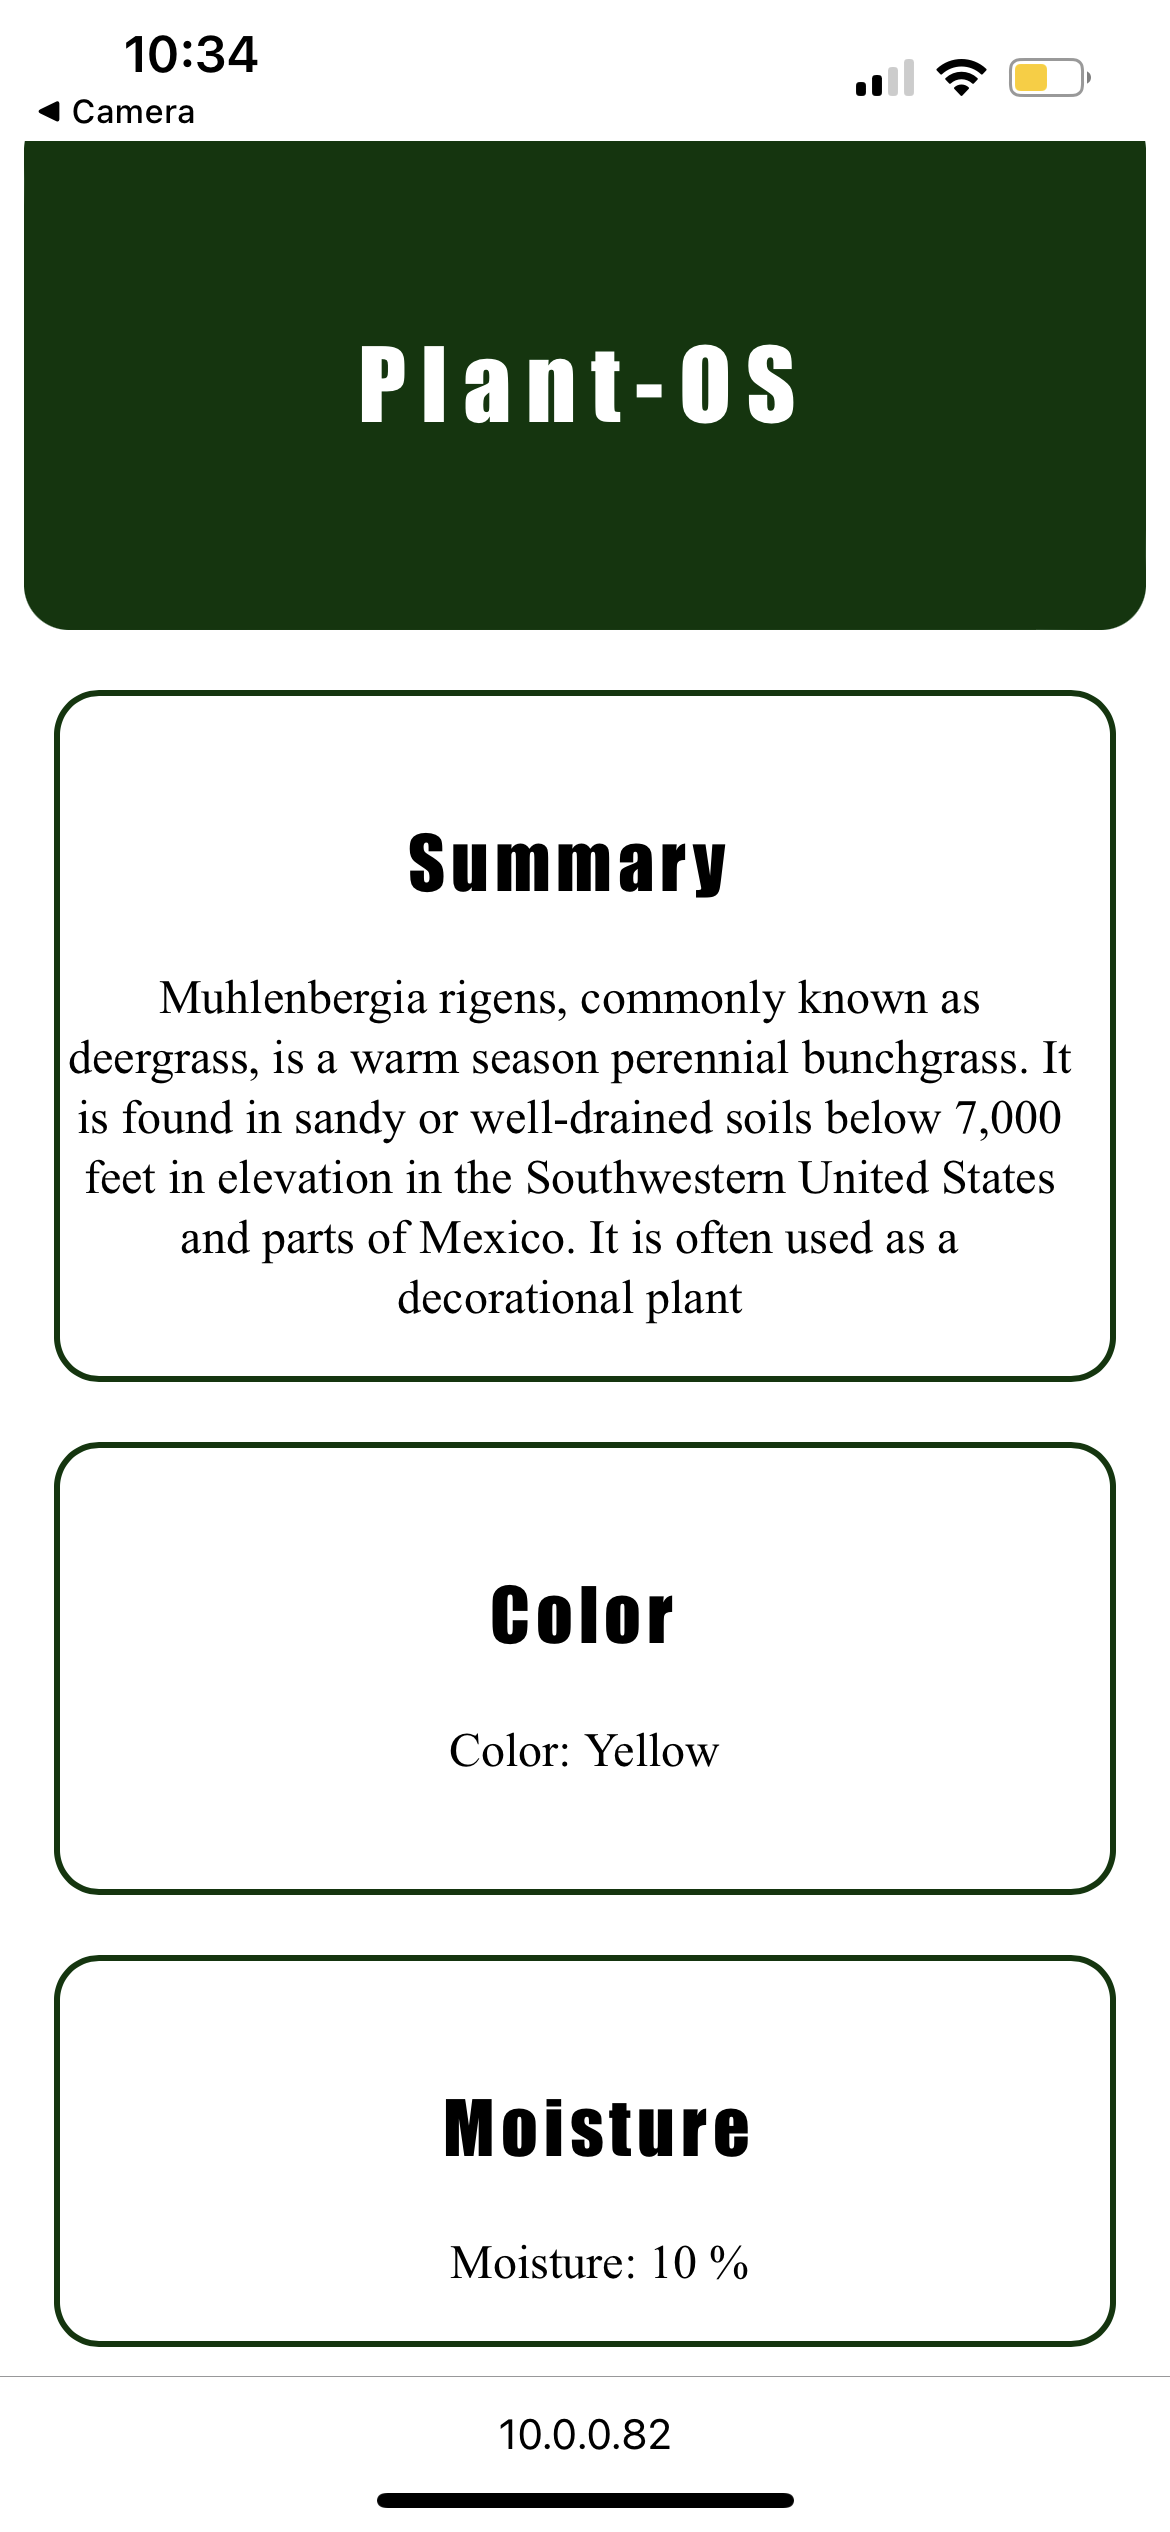 10:34
◀ Camera
Plant-OS
Summary
Muhlenbergia rigens, commonly known as
deergrass, is a warm season perennial bunchgrass. It
is found in sandy or well-drained soils below 7,000
feet in elevation in the Southwestern United States
and parts of Mexico. It is often used as a
decorational plant
Color
Color: Yellow
Moisture
Moisture: 10 %
10.0.0.82